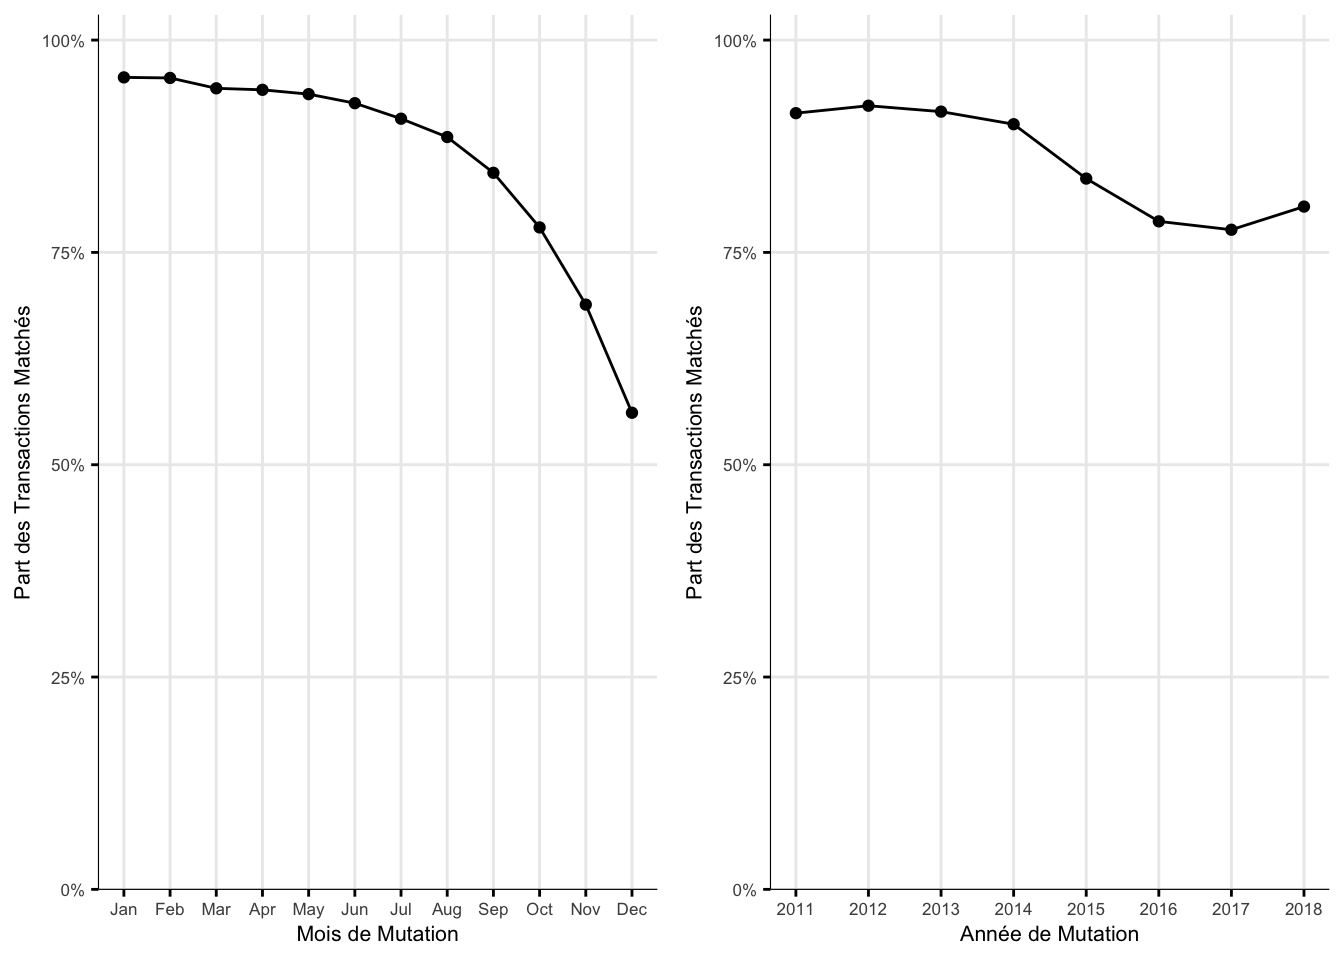 100%
75%
50%
25%
0%
Part des Transactions Matchés
Jan Feb Mar Apr May Jun Jul Aug Sep Oct Nov Dec
Mois de Mutation
100%
75%
50%
25%
0%
Part des Transactions Matchés
2011 2012 2013 2014 2015 2016 2017 2018
Année de Mutation